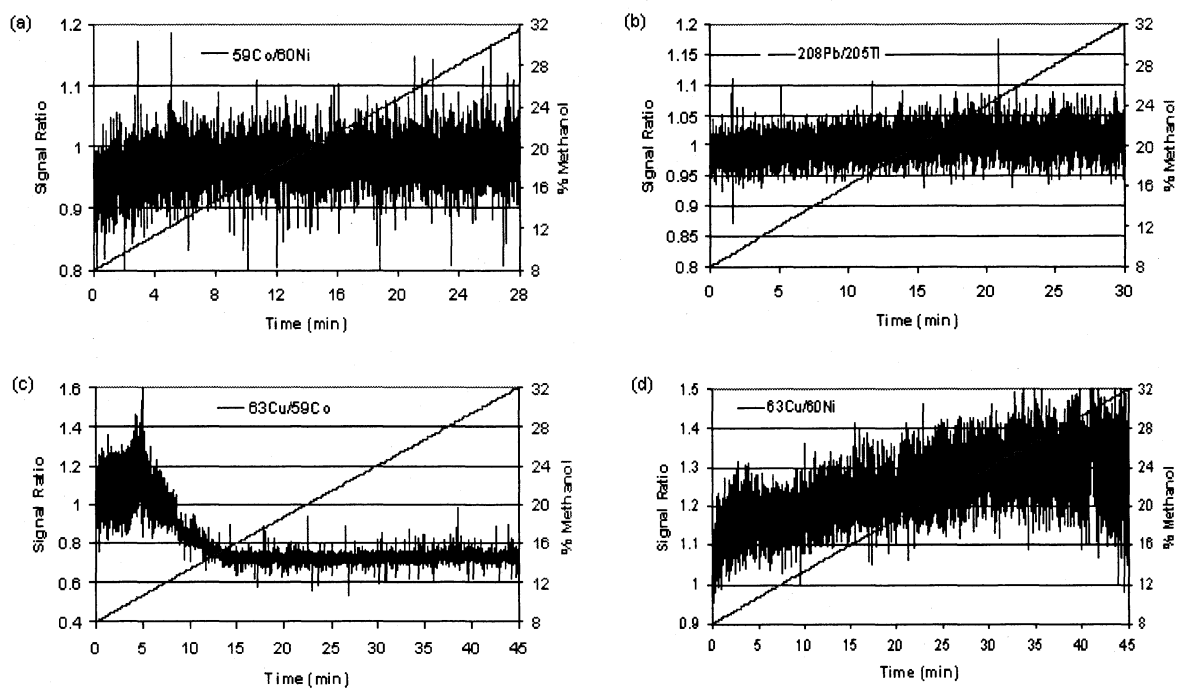 (a)
1.2
1.1
1
0.9
0.8
Signal Ratio
59Co/60Ni
32
28
24
20
16
12
8
% Methanol
0 4 8 12 16 20 24 28
Time (min)
(b)
1.2
1.15
1.1
1.05
1
0.95
0.9
0.85
0.8
Signal Ratio
208Pb/205Tl
32
28
24
20
16
12
8
% Methanol
0 5 10 15 20 25 30
Time (min)
(c)
1.6
1.4
1.2
1
0.8
0.6
0.4
Signal Ratio
63Cu/59Co
32
28
24
20
16
12
8
% Methanol
0 5 10 15 20 25 30 35 40 45
Time (min)
(d)
1.5
1.4
1.3
1.2
1.1
1
0.9
Signal Ratio
63Cu/60Ni
32
28
24
20
16
12
8
% Methanol
0 5 10 15 20 25 30 35 40 45
Time (min)